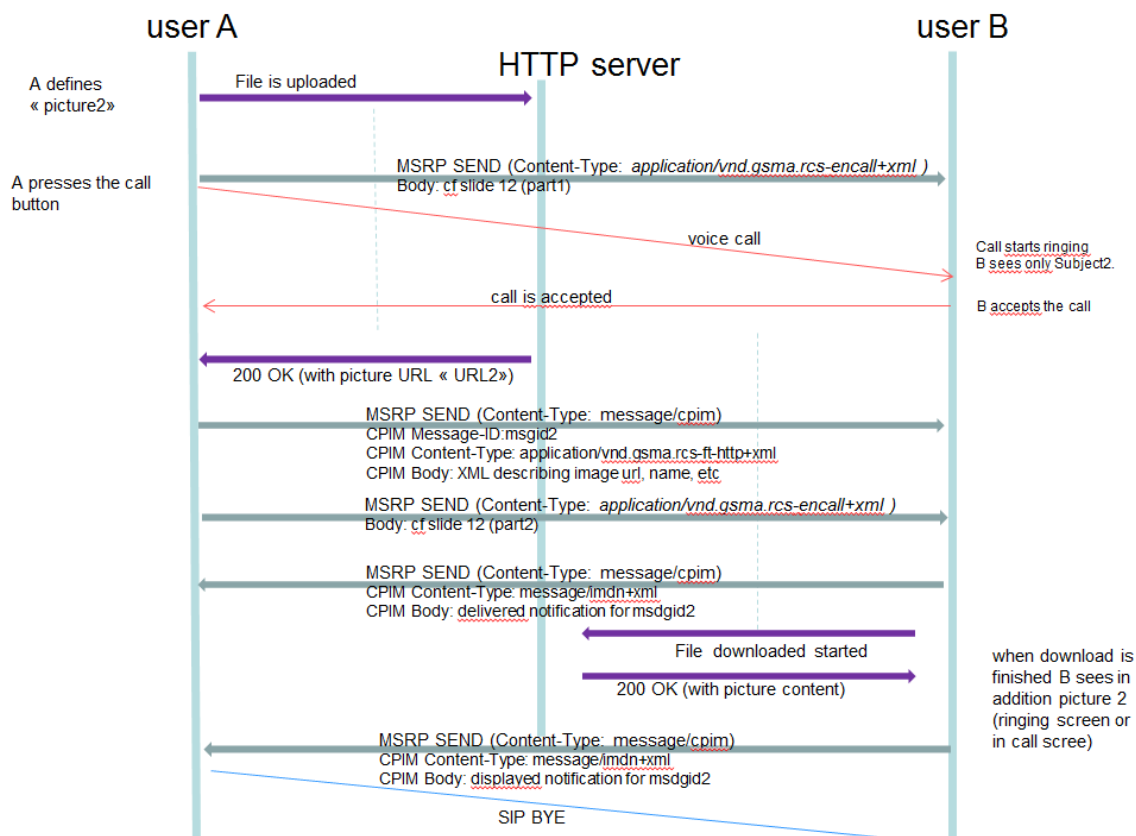 user A
user B
HTTP server
A defines
« picture2»
File is uploaded
MSRP SEND (Content-Type: application/vnd.gsma.rcs-encall+xml )
Body: cf slide 12 (part1)
A presses the call
button
voice call
Call starts ringing
B sees only Subject2.
call is accepted
B accepts the call
200 OK (with picture URL « URL2»)
MSRP SEND (Content-Type: message/cpim)
CPIM Message-ID:msgid2
CPIM Content-Type: application/vnd.gsma.rcs-ft-http+xml
CPIM Body: XML describing image url, name, etc
MSRP SEND (Content-Type: application/vnd.gsma.rcs-encall+xml )
Body: cf slide 12 (part2)
MSRP SEND (Content-Type: message/cpim)
CPIM Content-Type: message/imdn+xml
CPIM Body: delivered notification for msdgid2
File downloaded started
200 OK (with picture content)
when download is
finished B sees in
addition picture 2
(ringing screen or
in call scree)
MSRP SEND (Content-Type: message/cpim)
CPIM Content-Type: message/imdn+xml
CPIM Body: displayed notification for msdgid2
SIP BYE